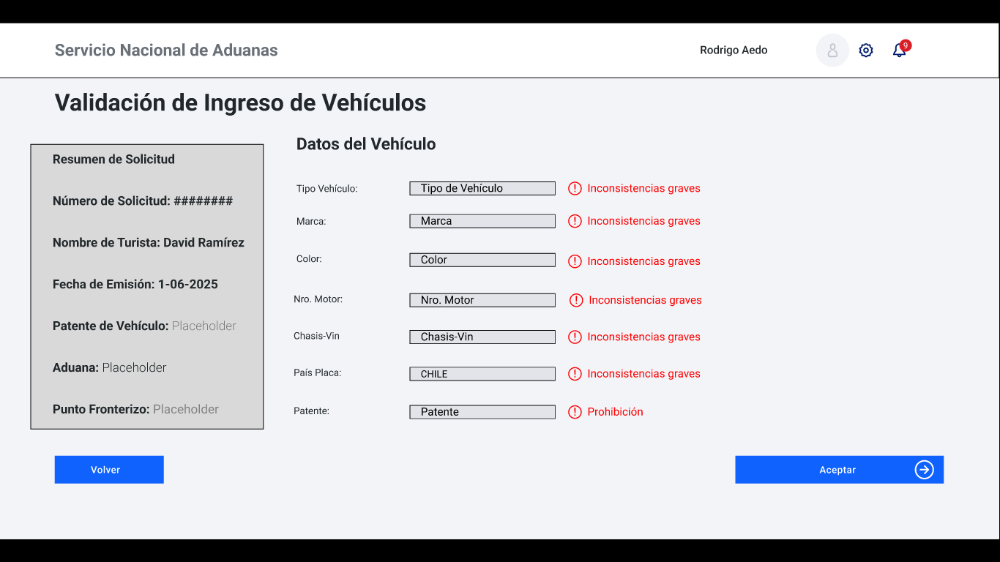 Servicio Nacional de Aduanas
Rodrigo Aedo
9
Validación de Ingreso de Vehículos
Resumen de Solicitud
Número de Solicitud: ########
Nombre de Turista: David Ramírez
Fecha de Emisión: 1-06-2025
Patente de Vehículo: Placeholder
Aduana: Placeholder
Punto Fronterizo: Placeholder
Datos del Vehículo
Tipo Vehículo: Tipo de Vehículo Inconsistencias graves
Marca: Marca Inconsistencias graves
Color: Color Inconsistencias graves
Nro. Motor: Nro. Motor Inconsistencias graves
Chasis-Vin Chasis-Vin Inconsistencias graves
País Placa: CHILE Inconsistencias graves
Patente: Patente Prohibición
Volver
Aceptar